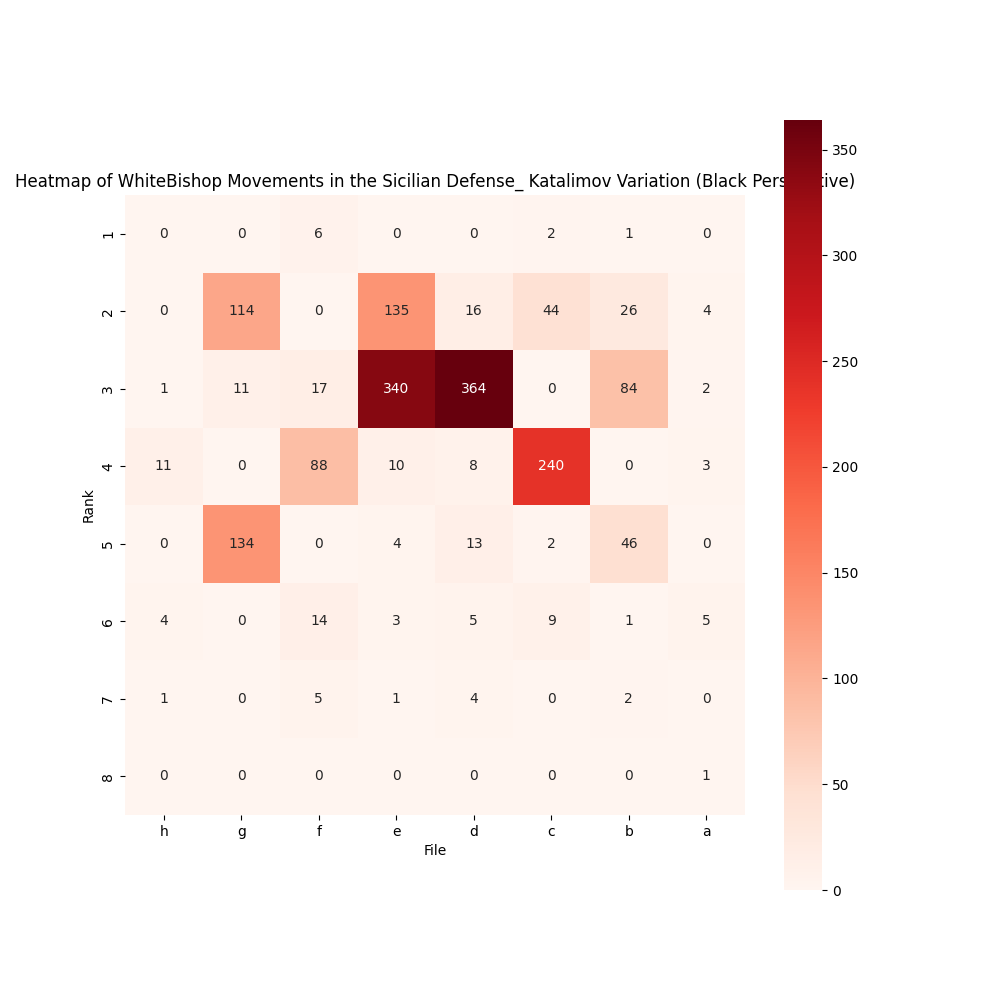 Heatmap of WhiteBishop Movements in the Sicilian Defense_ Katalimov Variation (Black Perspective)
350
300
250
200
150
100
50
0
Rank
1 0 0 6 0 0 2 1 0
2 0 114 0 135 16 44 26 4
3 1 11 17 340 364 0 84 2
4 11 0 88 10 8 240 0 3
5 0 134 0 4 13 2 46 0
6 4 0 14 3 5 9 1 5
7 1 0 5 1 4 0 2 0
8 0 0 0 0 0 0 0 1
h g f e d c b a
File